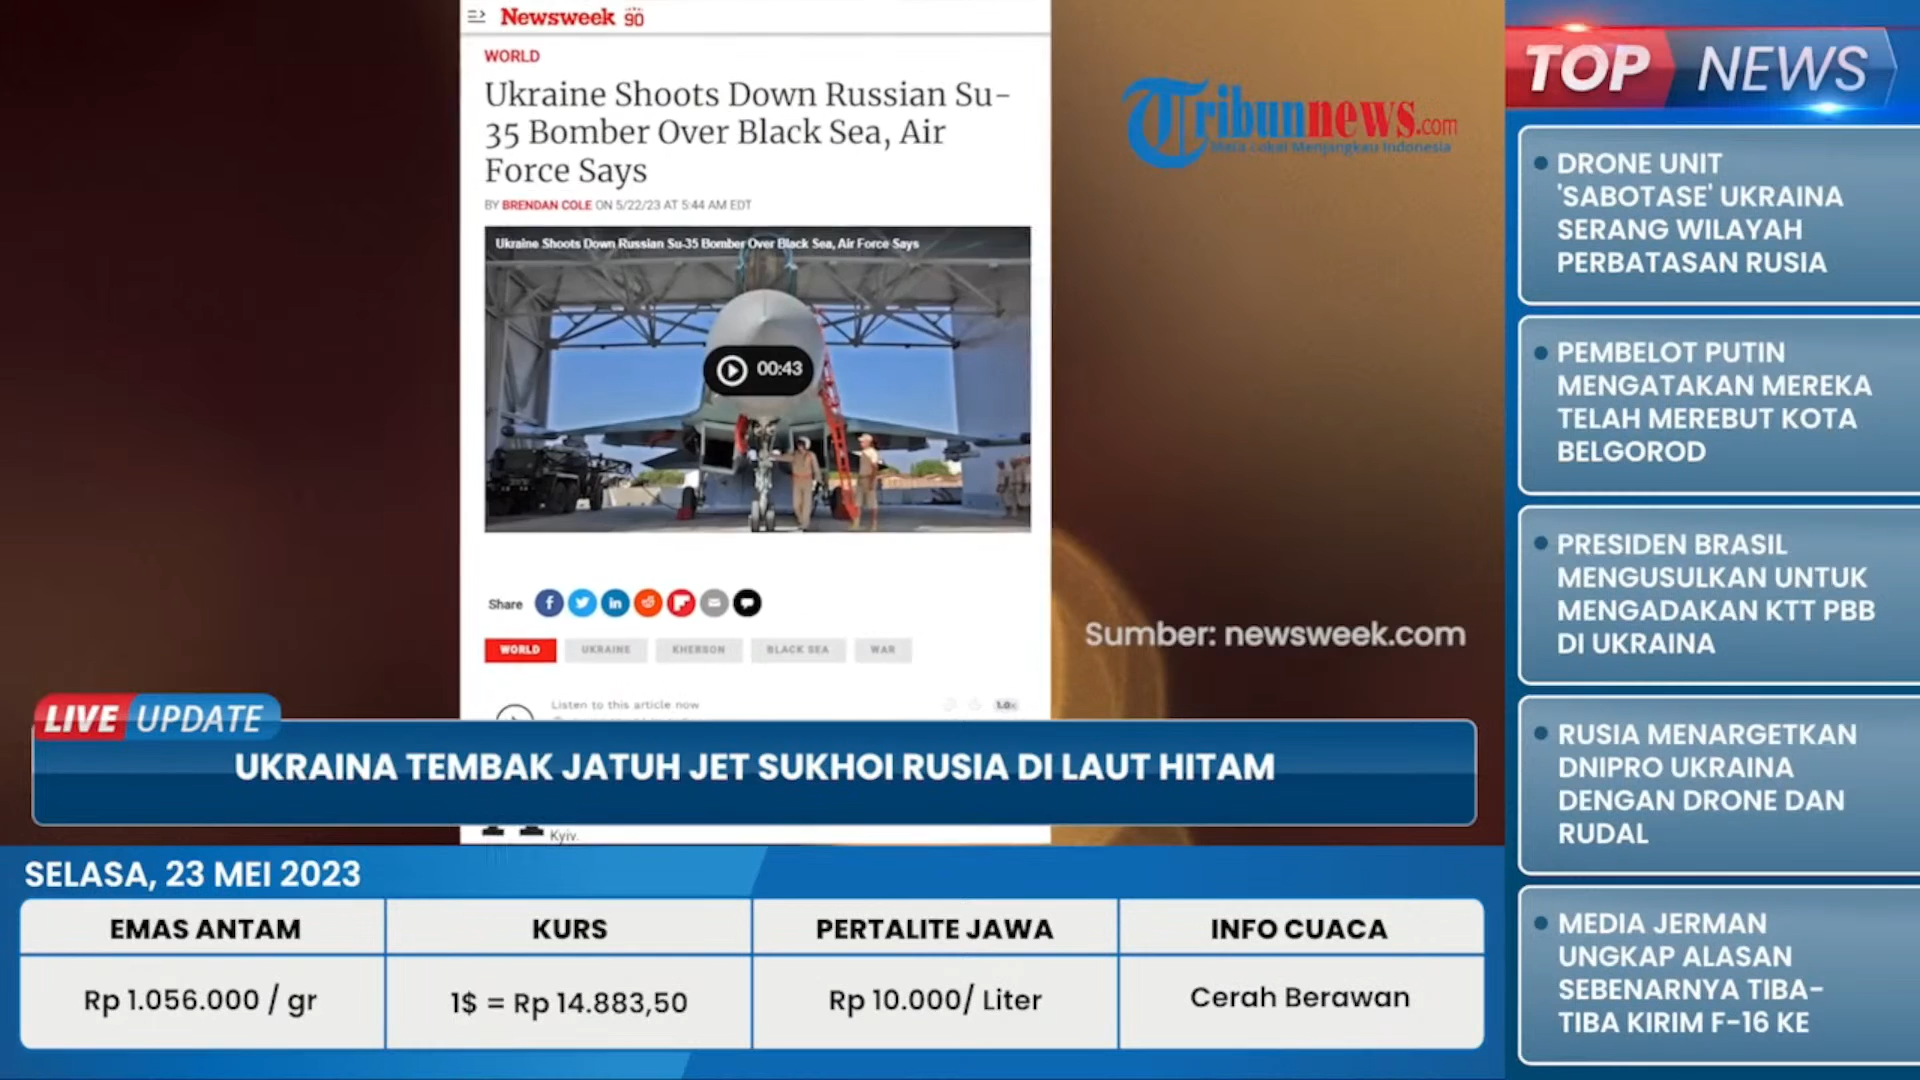 Newsweek 90
WORLD
Ukraine Shoots Down Russian Su-
35 Bomber Over Black Sea, Air
Force Says
BY BRENDAN COLE ON 5/22/23 AT 5:44 AM EDT
Ukraine Shoots Down Russian Su-35 Bomber Over Black Sea, Air Force Says
00:43
Share
WORLD UKRAINE KHERSON BLACK SEA WAR
Listen to this article now
1.0x
Kyiv.
Tribunnews.com
Mata Lokal Menjangkau Indonesia
Sumber: newsweek.com
LIVE UPDATE
UKRAINA TEMBAK JATUH JET SUKHOI RUSIA DI LAUT HITAM
SELASA, 23 MEI 2023
EMAS ANTAM KURS PERTALITE JAWA INFO CUACA
Rp 1.056.000 / gr 1$ = Rp 14.883,50 Rp 10.000/ Liter Cerah Berawan
TOP NEWS
DRONE UNIT
'SABOTASE' UKRAINA
SERANG WILAYAH
PERBATASAN RUSIA
PEMBELOT PUTIN
MENGATAKAN MEREKA
TELAH MEREBUT KOTA
BELGOROD
PRESIDEN BRASIL
MENGUSULKAN UNTUK
MENGADAKAN KTT PBB
DI UKRAINA
RUSIA MENARGETKAN
DNIPRO UKRAINA
DENGAN DRONE DAN
RUDAL
MEDIA JERMAN
UNGKAP ALASAN
SEBENARNYA TIBA-
TIBA KIRIM F-16 KE